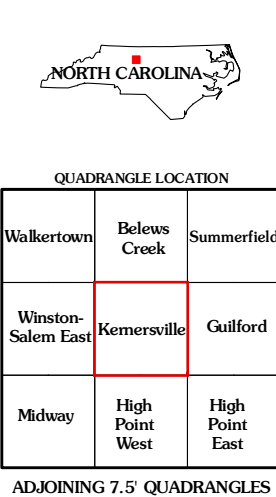 NORTH CAROLINA
QUADRANGLE LOCATION
Walkertown
Belews
Creek
Summerfield
Winston-
Salem East
Kernersville
Guilford
Midway
High
Point
West
High
Point
East
ADJOINING 7.5' QUADRANGLES